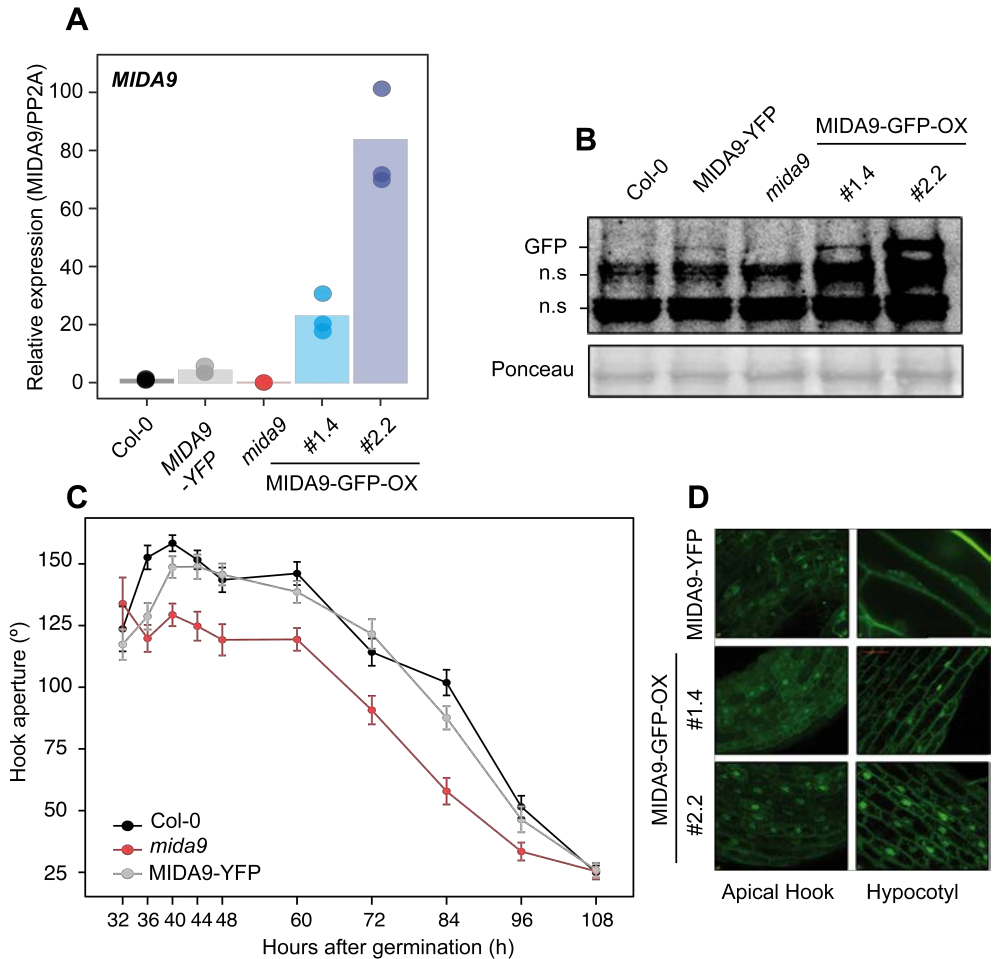 A
MIDA9
Relative expression (MIDA9/PP2A)
100
80
60
40
20
0
Col-0
MIDA9
-YFP
mida9
#1.4
#2.2
MIDA9-GFP-OX
B
Col-0
MIDA9-YFP
mida9
MIDA9-GFP-OX
#1.4
#2.2
GFP
n.s
n.s
Ponceau
C
Hook aperture (º)
150
125
100
75
50
25
Col-0
mida9
MIDA9-YFP
32 36 40 44 48 60 72 84 96 108
Hours after germination (h)
D
MIDA9-YFP
MIDA9-GFP-OX
#1.4
#2.2
Apical Hook Hypocotyl